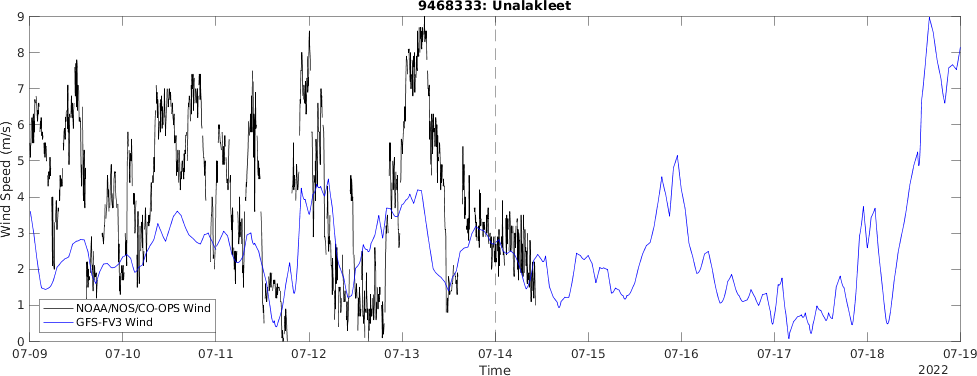 9468333: Unalakleet
Wind Speed (m/s)
9
8
7
6
5
4
3
2
1
0
NOAA/NOS/CO-OPS Wind
GFS-FV3 Wind
07-09 07-10 07-11 07-12 07-13 07-14 07-15 07-16 07-17 07-18 07-19
Time
2022